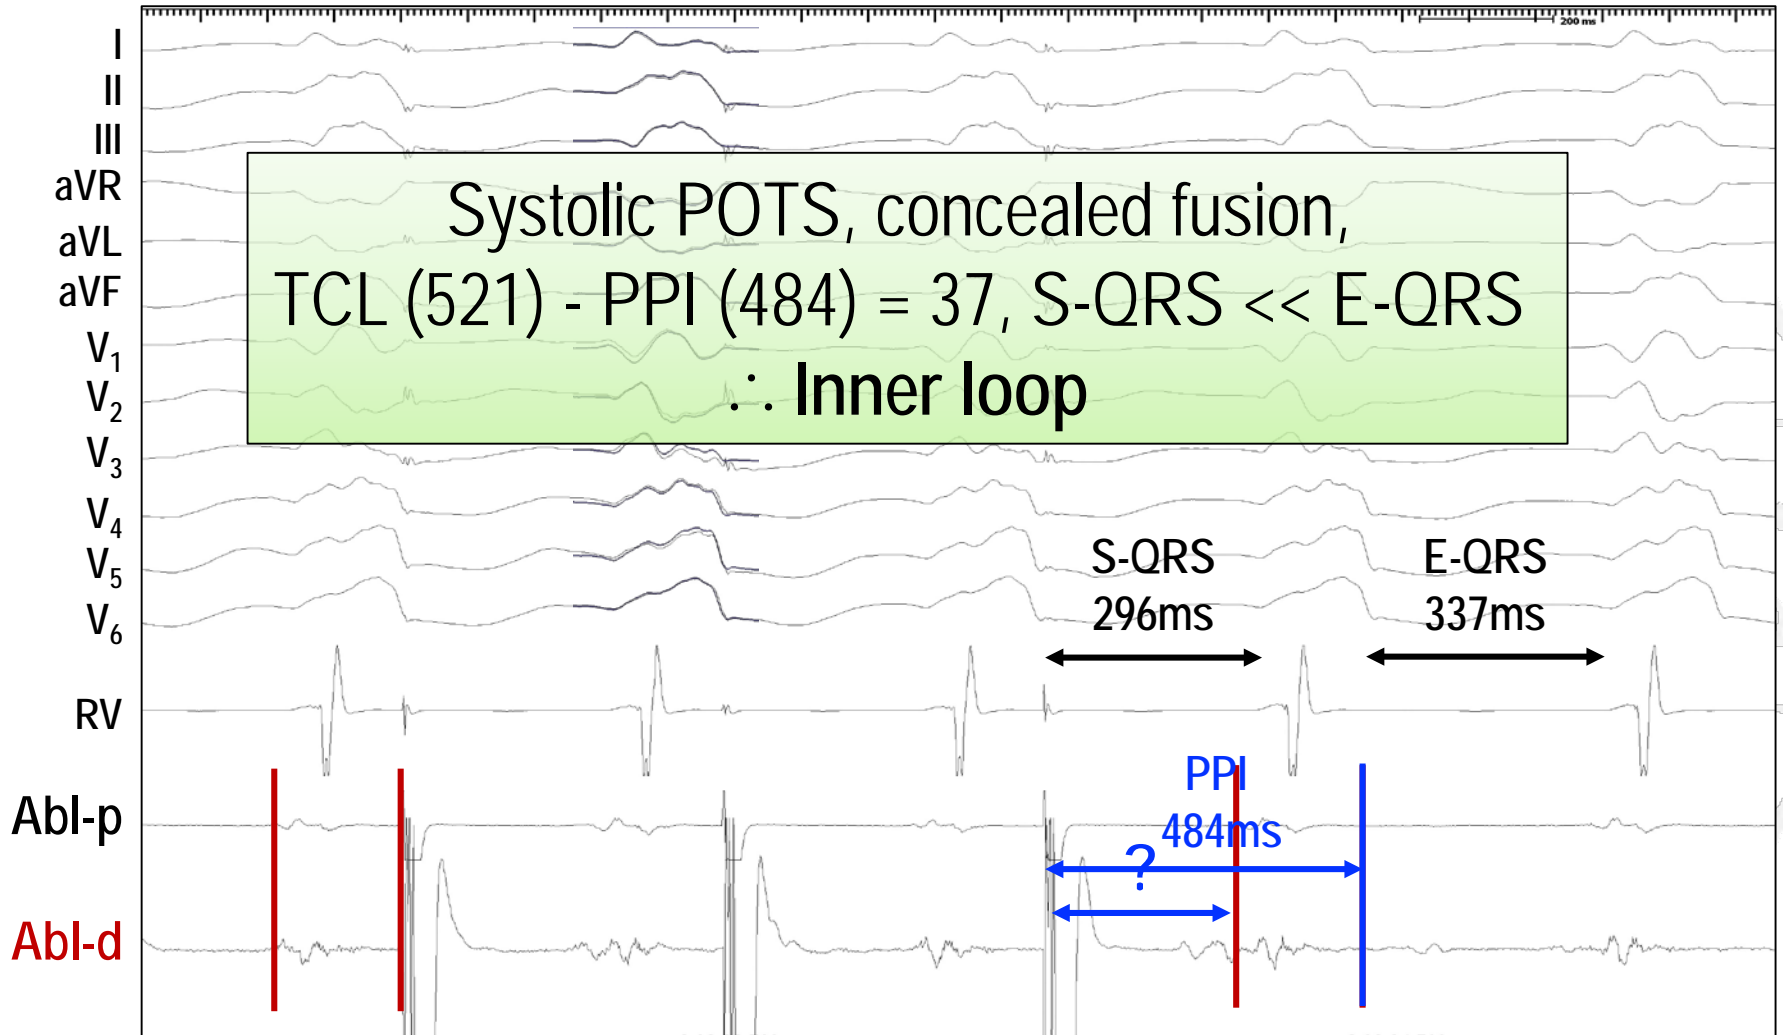 200 ms
I
II
III
aVR
aVL
aVF
V1
V2
V3
V4
V5
V6
RV
Abl-p
Abl-d
Systolic POTS, concealed fusion,
TCL (521) - PPI (484) = 37, S-QRS << E-QRS
∴ Inner loop
S-QRS
296ms
E-QRS
337ms
PPI
484ms
?